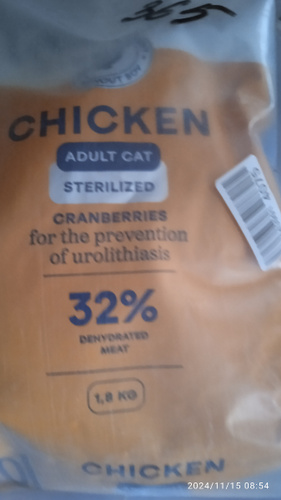 365
CHICKEN
ADULT CAT
STERILIZED
CRANBERRIES
for the prevention
of urolithiasis
32%
DEHYDRATED
MEAT
1,8 KG
CHICKEN
2024/11/15 08:54